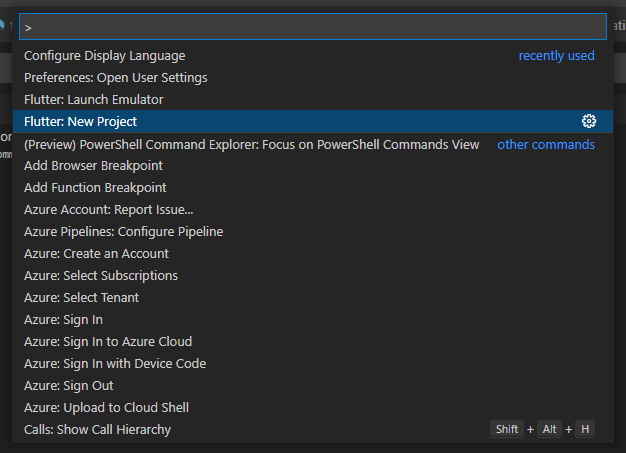 >
Configure Display Language recently used
Preferences: Open User Settings
Flutter: Launch Emulator
Flutter: New Project
(Preview) PowerShell Command Explorer: Focus on PowerShell Commands View other commands
Add Browser Breakpoint
Add Function Breakpoint
Azure Account: Report Issue...
Azure Pipelines: Configure Pipeline
Azure: Create an Account
Azure: Select Subscriptions
Azure: Select Tenant
Azure: Sign In
Azure: Sign In to Azure Cloud
Azure: Sign In with Device Code
Azure: Sign Out
Azure: Upload to Cloud Shell
Calls: Show Call Hierarchy Shift + Alt + H